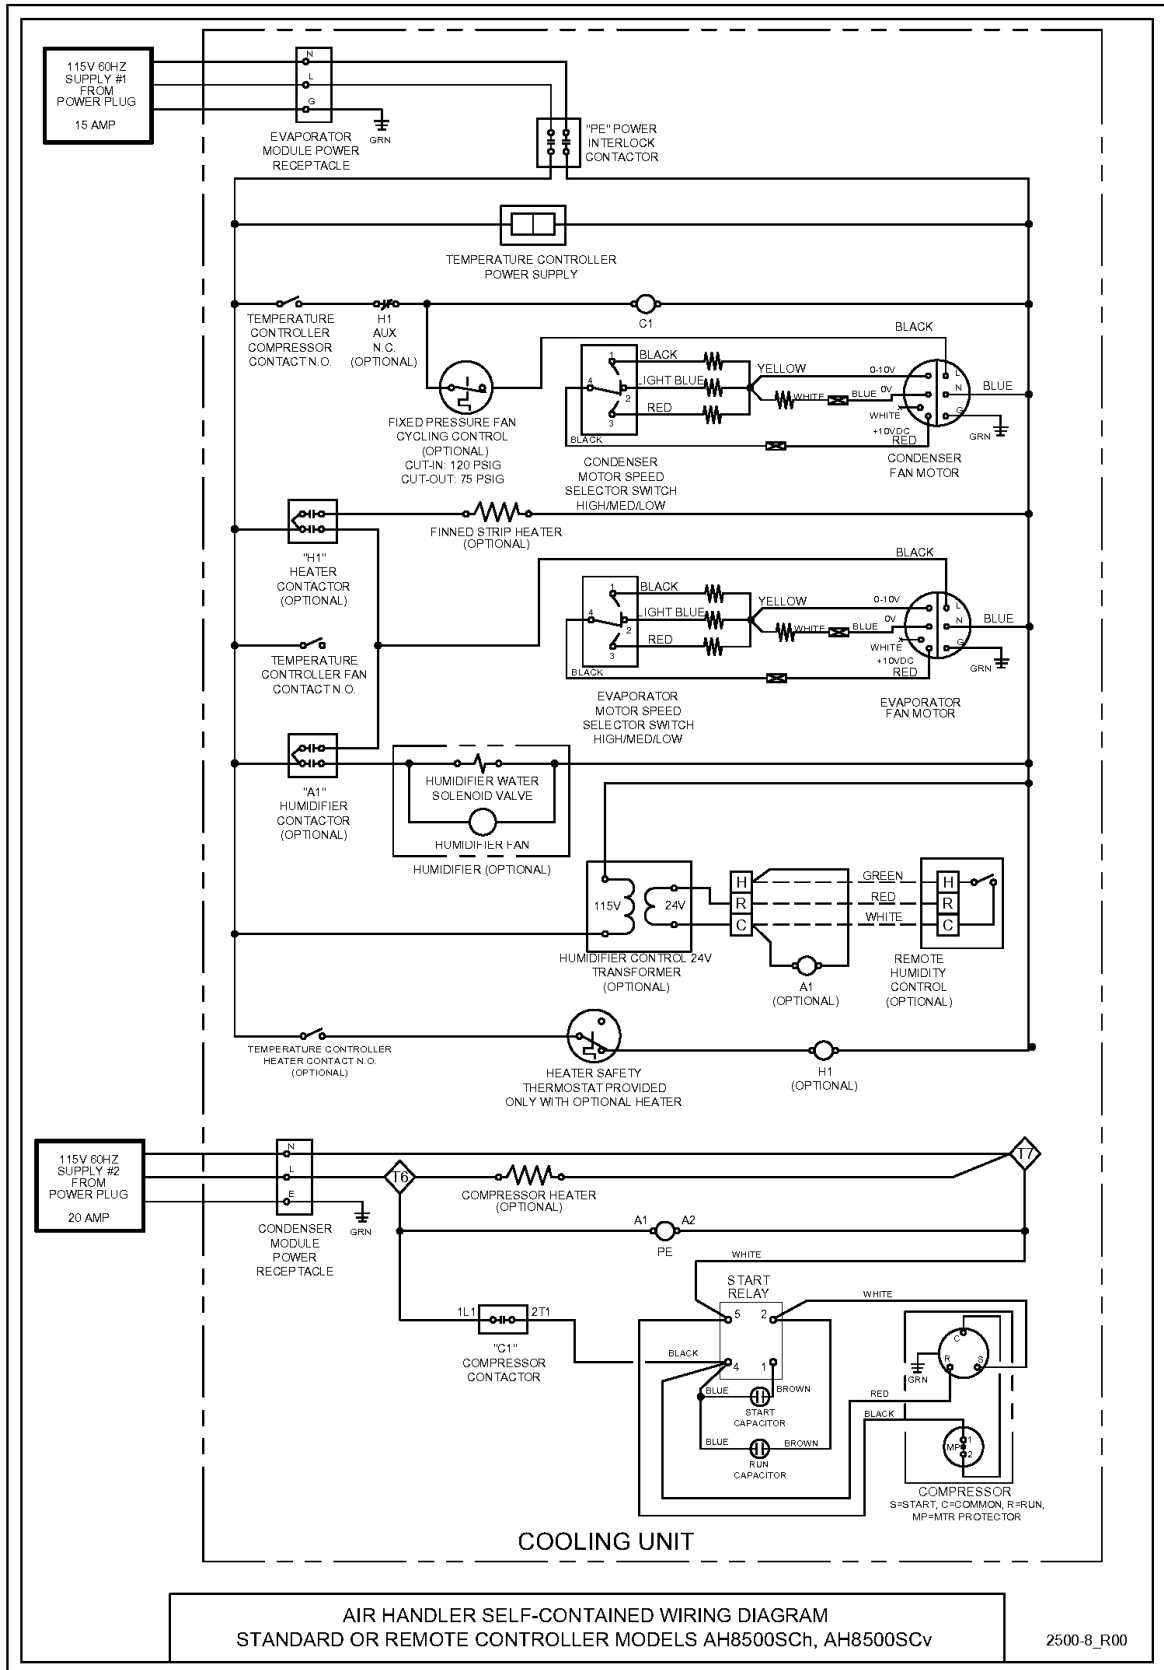 115V 60HZ
SUPPLY #1
FROM
POWER PLUG
15 AMP
N
L
G
GRN
EVAPORATOR
MODULE POWER
RECEPTACLE
"PE" POWER
INTERLOCK
CONTACTOR
TEMPERATURE CONTROLLER
POWER SUPPLY
TEMPERATURE
CONTROLLER
COMPRESSOR
CONTACT N.O.
H1
AUX
N.C.
(OPTIONAL)
C1
FIXED PRESSURE FAN
CYCLING CONTROL
(OPTIONAL)
CUT-IN: 120 PSIG
CUT-OUT: 75 PSIG
1
4
2
3
BLACK
LIGHT BLUE
RED
BLACK
CONDENSER
MOTOR SPEED
SELECTOR SWITCH
HIGH/MED/LOW
YELLOW
WHITE
BLUE
BLACK
0-10V
0V
WHITE
+10VDC
RED
L
N
G
BLUE
GRN
CONDENSER
FAN MOTOR
"H1"
HEATER
CONTACTOR
(OPTIONAL)
FINNED STRIP HEATER
(OPTIONAL)
TEMPERATURE
CONTROLLER FAN
CONTACT N.O.
1
4
2
3
BLACK
LIGHT BLUE
RED
BLACK
EVAPORATOR
MOTOR SPEED
SELECTOR SWITCH
HIGH/MED/LOW
YELLOW
WHITE
BLUE
BLACK
0-10V
0V
WHITE
+10VDC
RED
L
N
G
BLUE
GRN
EVAPORATOR
FAN MOTOR
"A1"
HUMIDIFIER
CONTACTOR
(OPTIONAL)
HUMIDIFIER WATER
SOLENOID VALVE
HUMIDIFIER FAN
HUMIDIFIER (OPTIONAL)
115V
24V
HUMIDIFIER CONTROL 24V
TRANSFORMER
(OPTIONAL)
H
R
C
GREEN
RED
WHITE
H
R
C
A1
(OPTIONAL)
REMOTE
HUMIDITY
CONTROL
(OPTIONAL)
TEMPERATURE CONTROLLER
HEATER CONTACT N.O.
(OPTIONAL)
HEATER SAFETY
THERMOSTAT PROVIDED
ONLY WITH OPTIONAL HEATER
H1
(OPTIONAL)
115V 60HZ
SUPPLY #2
FROM
POWER PLUG
20 AMP
N
L
E
GRN
CONDENSER
MODULE
POWER
RECEPTACLE
T6
COMPRESSOR HEATER
(OPTIONAL)
T7
A1
A2
PE
WHITE
START
RELAY
5
2
4
1
1L1
2T1
"C1"
COMPRESSOR
CONTACTOR
BLACK
BLUE
BROWN
START
CAPACITOR
BLUE
BROWN
RUN
CAPACITOR
WHITE
RED
BLACK
C
R
S
GRN
MP
1
2
COMPRESSOR
S=START, C=COMMON, R=RUN,
MP=MTR PROTECTOR
COOLING UNIT
AIR HANDLER SELF-CONTAINED WIRING DIAGRAM
STANDARD OR REMOTE CONTROLLER MODELS AH8500SCh, AH8500SCv
2500-8_R00